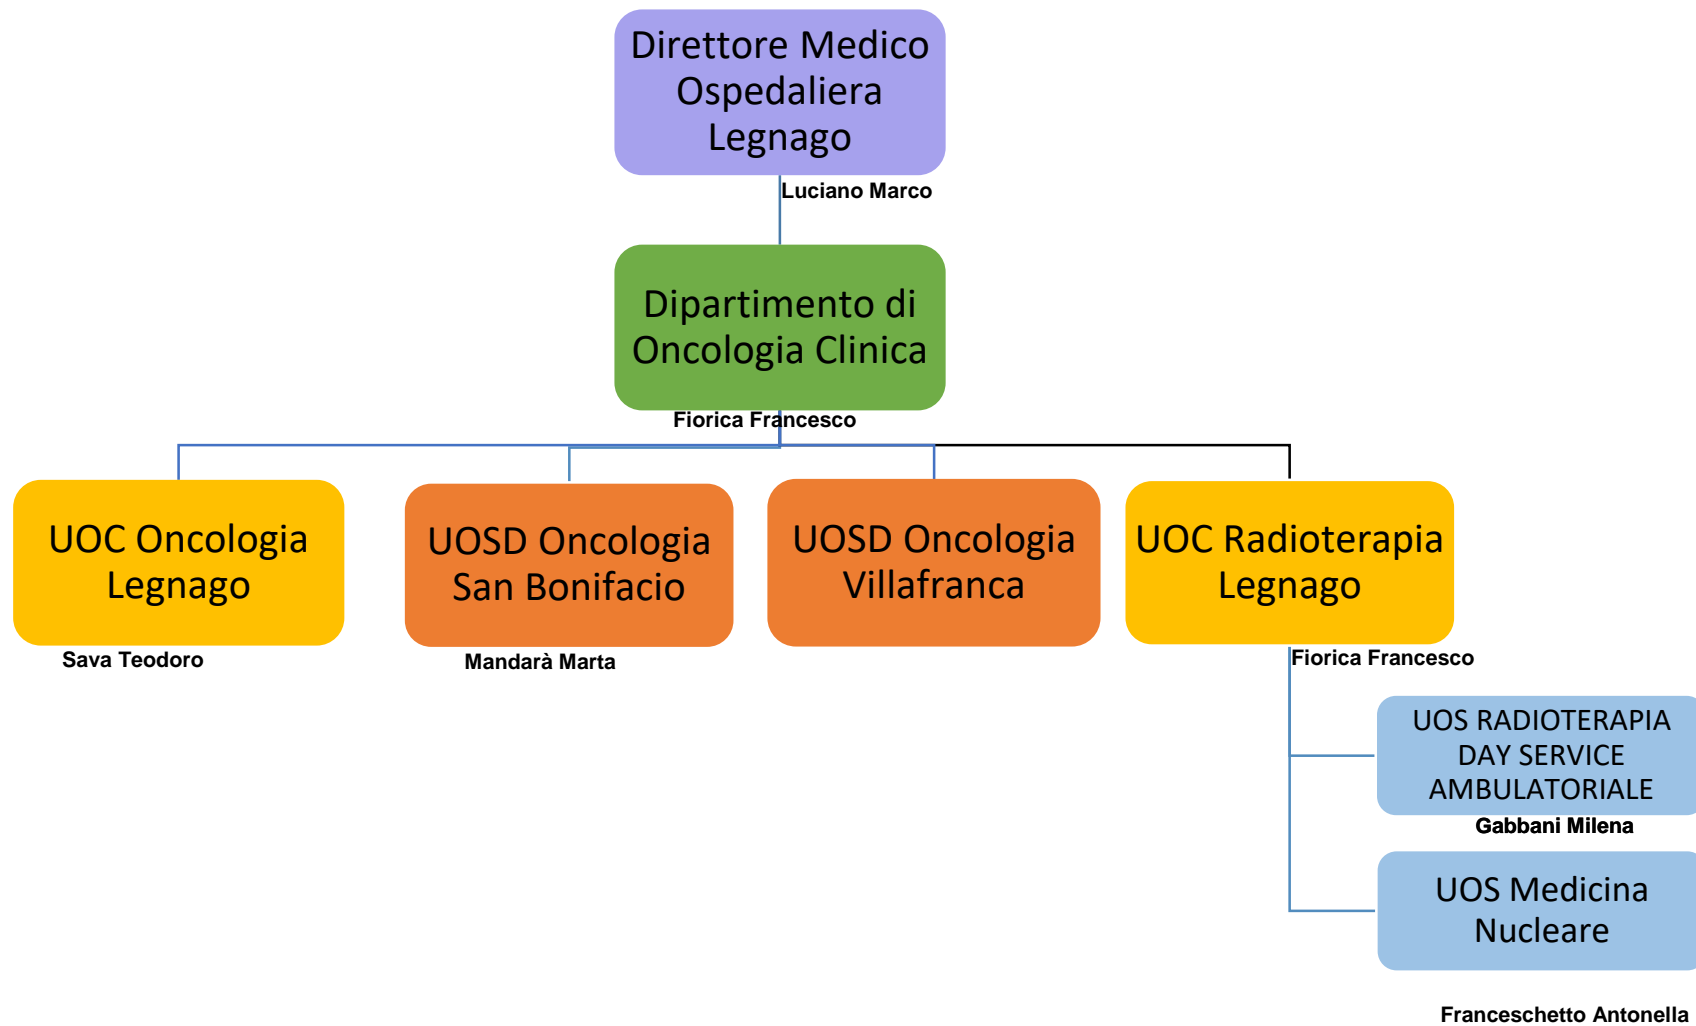 Direttore Medico
Ospedaliera
Legnago
Luciano Marco
Dipartimento di
Oncologia Clinica
Fiorica Francesco
UOC Oncologia
Legnago
Sava Teodoro
UOSD Oncologia
San Bonifacio
Mandarà Marta
UOSD Oncologia
Villafranca
UOC Radioterapia
Legnago
Fiorica Francesco
UOS RADIOTERAPIA
DAY SERVICE
AMBULATORIALE
Gabbani Milena
UOS Medicina
Nucleare
Franceschetto Antonella